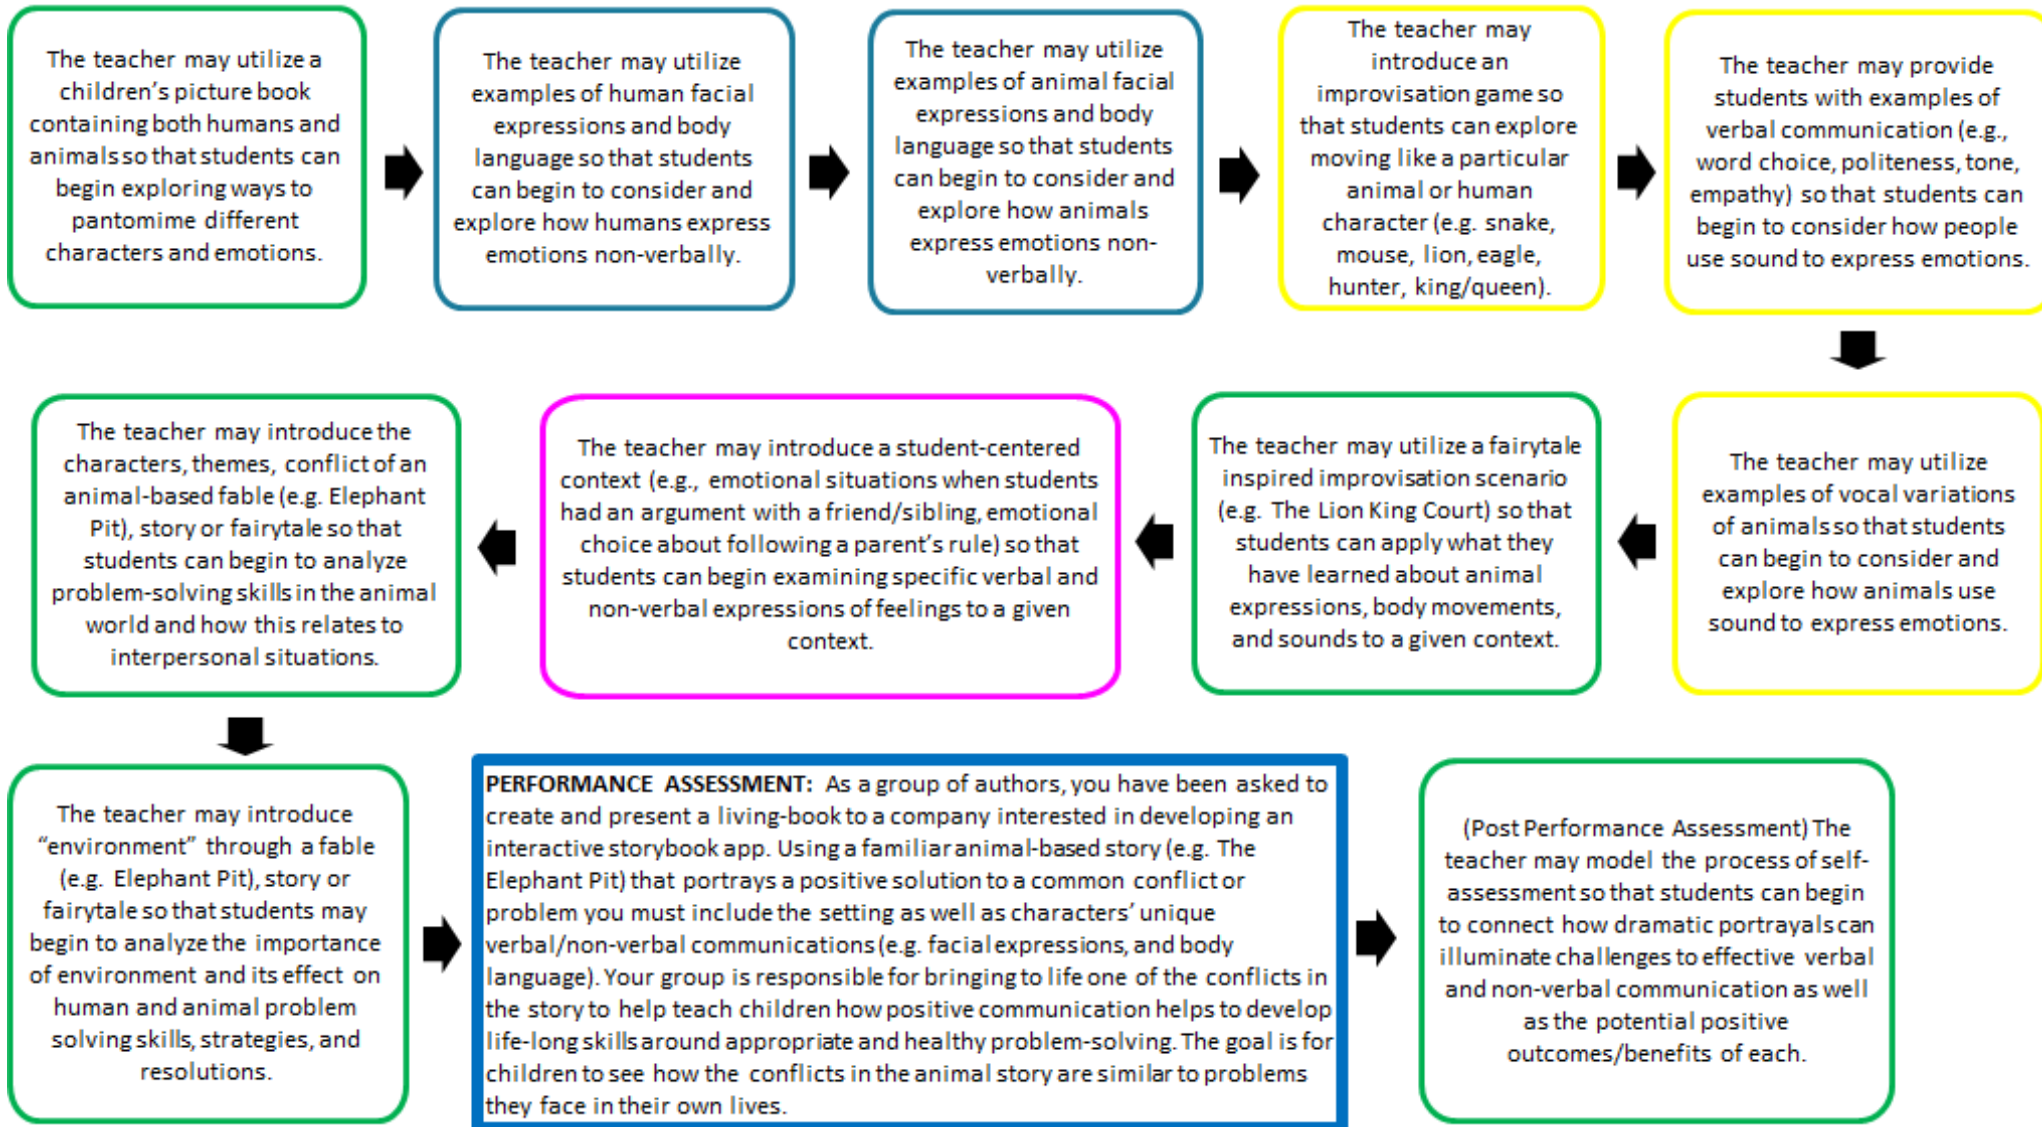 The teacher may utilize a
children's picture book
containing both humans and
animals so that students can
begin exploring ways to
pantomime different
characters and emotions.
The teacher may utilize
examples of human facial
expressions and body
language so that students
can begin to consider and
explore how humans express
emotions non-verbally.
The teacher may utilize
examples of animal facial
expressions and body
language so that students
can begin to consider and
explore how animals
express emotions non-
verbally.
The teacher may
introduce an
improvisation game so
that students can explore
moving like a particular
animal or human
character (e.g. snake,
mouse, lion, eagle,
hunter, king/queen).
The teacher may provide
students with examples of
verbal communication (e.g.,
word choice, politeness, tone,
empathy) so that students can
begin to consider how people
use sound to express emotions.
The teacher may utilize
examples of vocal variations
of animals so that students
can begin to consider and
explore how animals use
sound to express emotions.
The teacher may utilize a fairytale
inspired improvisation scenario
(e.g. The Lion King Court) so that
students can apply what they
have learned about animal
expressions, body movements,
and sounds to a given context.
The teacher may introduce a student-centered
context (e.g., emotional situations when students
had an argument with a friend/sibling, emotional
choice about following a parent's rule) so that
students can begin examining specific verbal and
non-verbal expressions of feelings to a given
context.
The teacher may introduce the
characters, themes, conflict of an
animal-based fable (e.g. Elephant
Pit), story or fairytale so that
students can begin to analyze
problem-solving skills in the animal
world and how this relates to
interpersonal situations.
The teacher may introduce
"environment" through a fable
(e.g. Elephant Pit), story or
fairytale so that students may
begin to analyze the importance
of environment and its effect on
human and animal problem
solving skills, strategies, and
resolutions.
PERFORMANCE ASSESSMENT: As a group of authors, you have been asked to
create and present a living-book to a company interested in developing an
interactive storybook app. Using a familiar animal-based story (e.g. The
Elephant Pit) that portrays a positive solution to a common conflict or
problem you must include the setting as well as characters' unique
verbal/non-verbal communications (e.g. facial expressions, and body
language). Your group is responsible for bringing to life one of the conflicts in
the story to help teach children how positive communication helps to develop
life-long skills around appropriate and healthy problem-solving. The goal is for
children to see how the conflicts in the animal story are similar to problems
they face in their own lives.
(Post Performance Assessment) The
teacher may model the process of self-
assessment so that students can begin
to connect how dramatic portrayals can
illuminate challenges to effective verbal
and non-verbal communication as well
as the potential positive
outcomes/benefits of each.